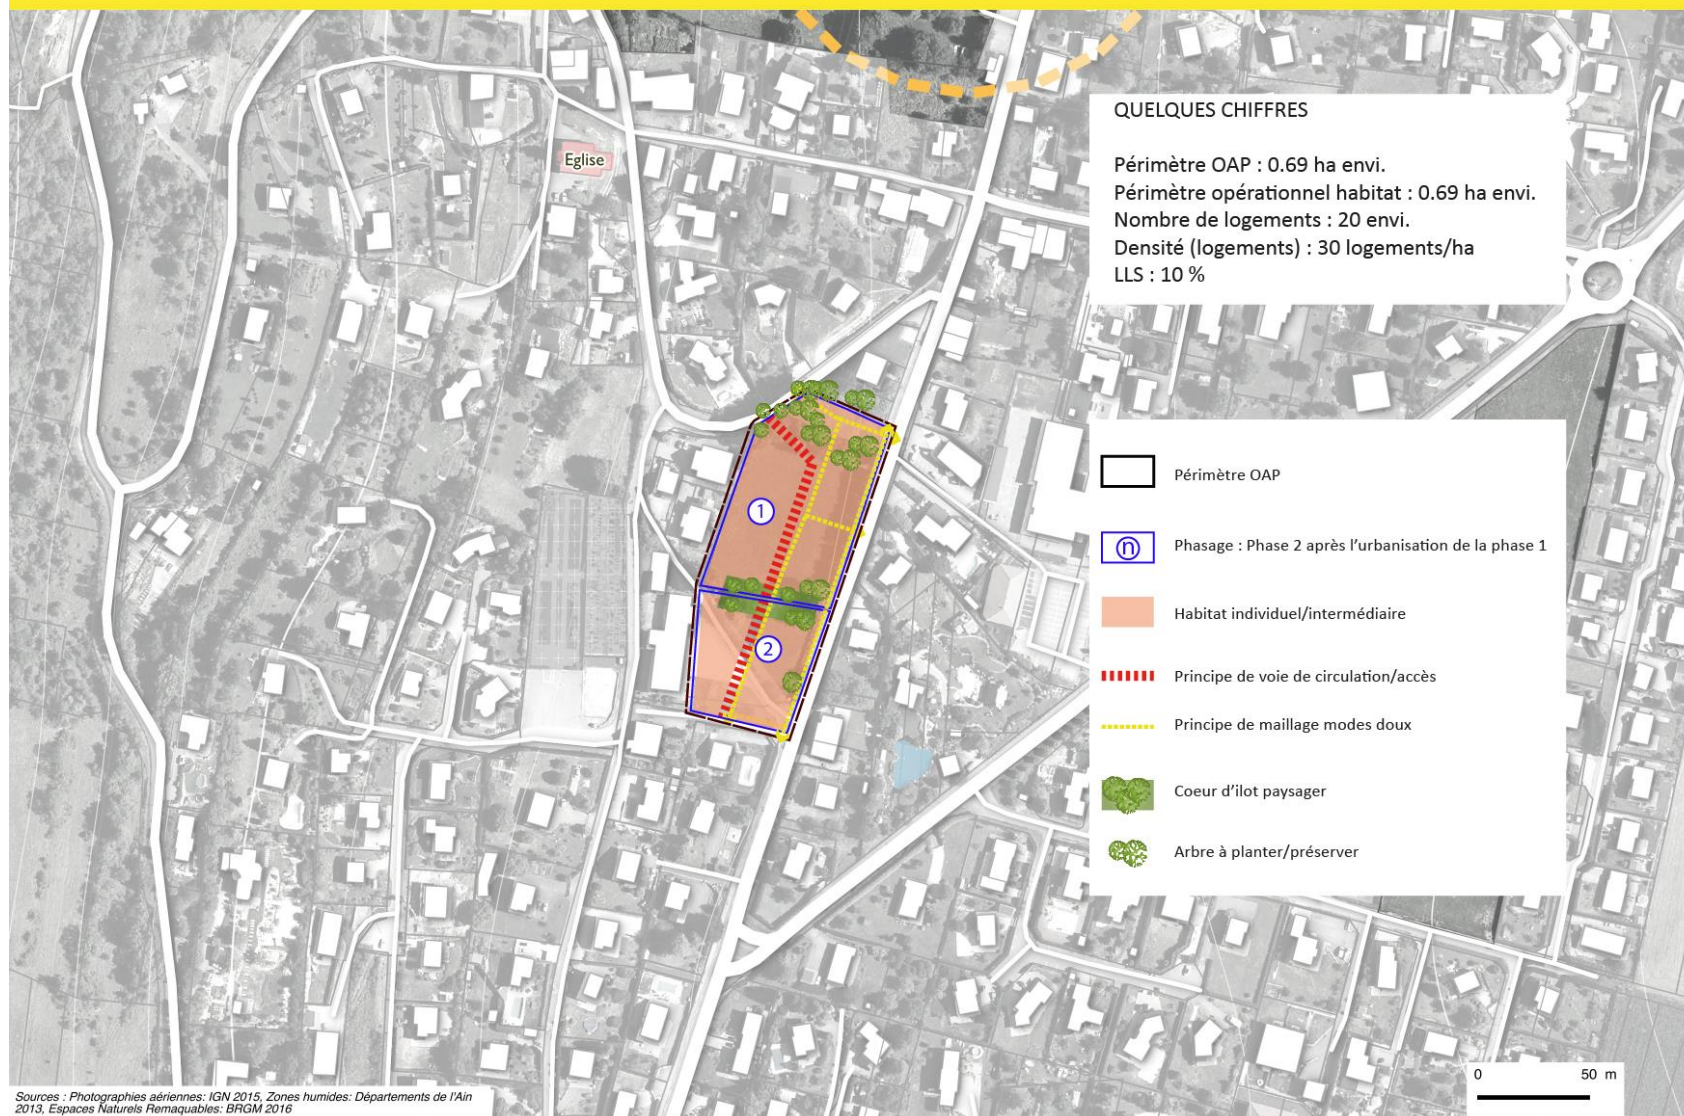 QUELQUES CHIFFRES
Périmètre OAP : 0.69 ha envi.
Périmètre opérationnel habitat : 0.69 ha envi.
Nombre de logements : 20 envi.
Densité (logements) : 30 logements/ha
LLS : 10 %
Eglise
1
2
Périmètre OAP
n
Phasage : Phase 2 après l’urbanisation de la phase 1
Habitat individuel/intermédiaire
Principe de voie de circulation/accès
Principe de maillage modes doux
Coeur d’ilot paysager
Arbre à planter/préserver
0 50 m
Sources : Photographies aériennes: IGN 2015, Zones humides: Départements de l'Ain
2013, Espaces Naturels Remaquables: BRGM 2016